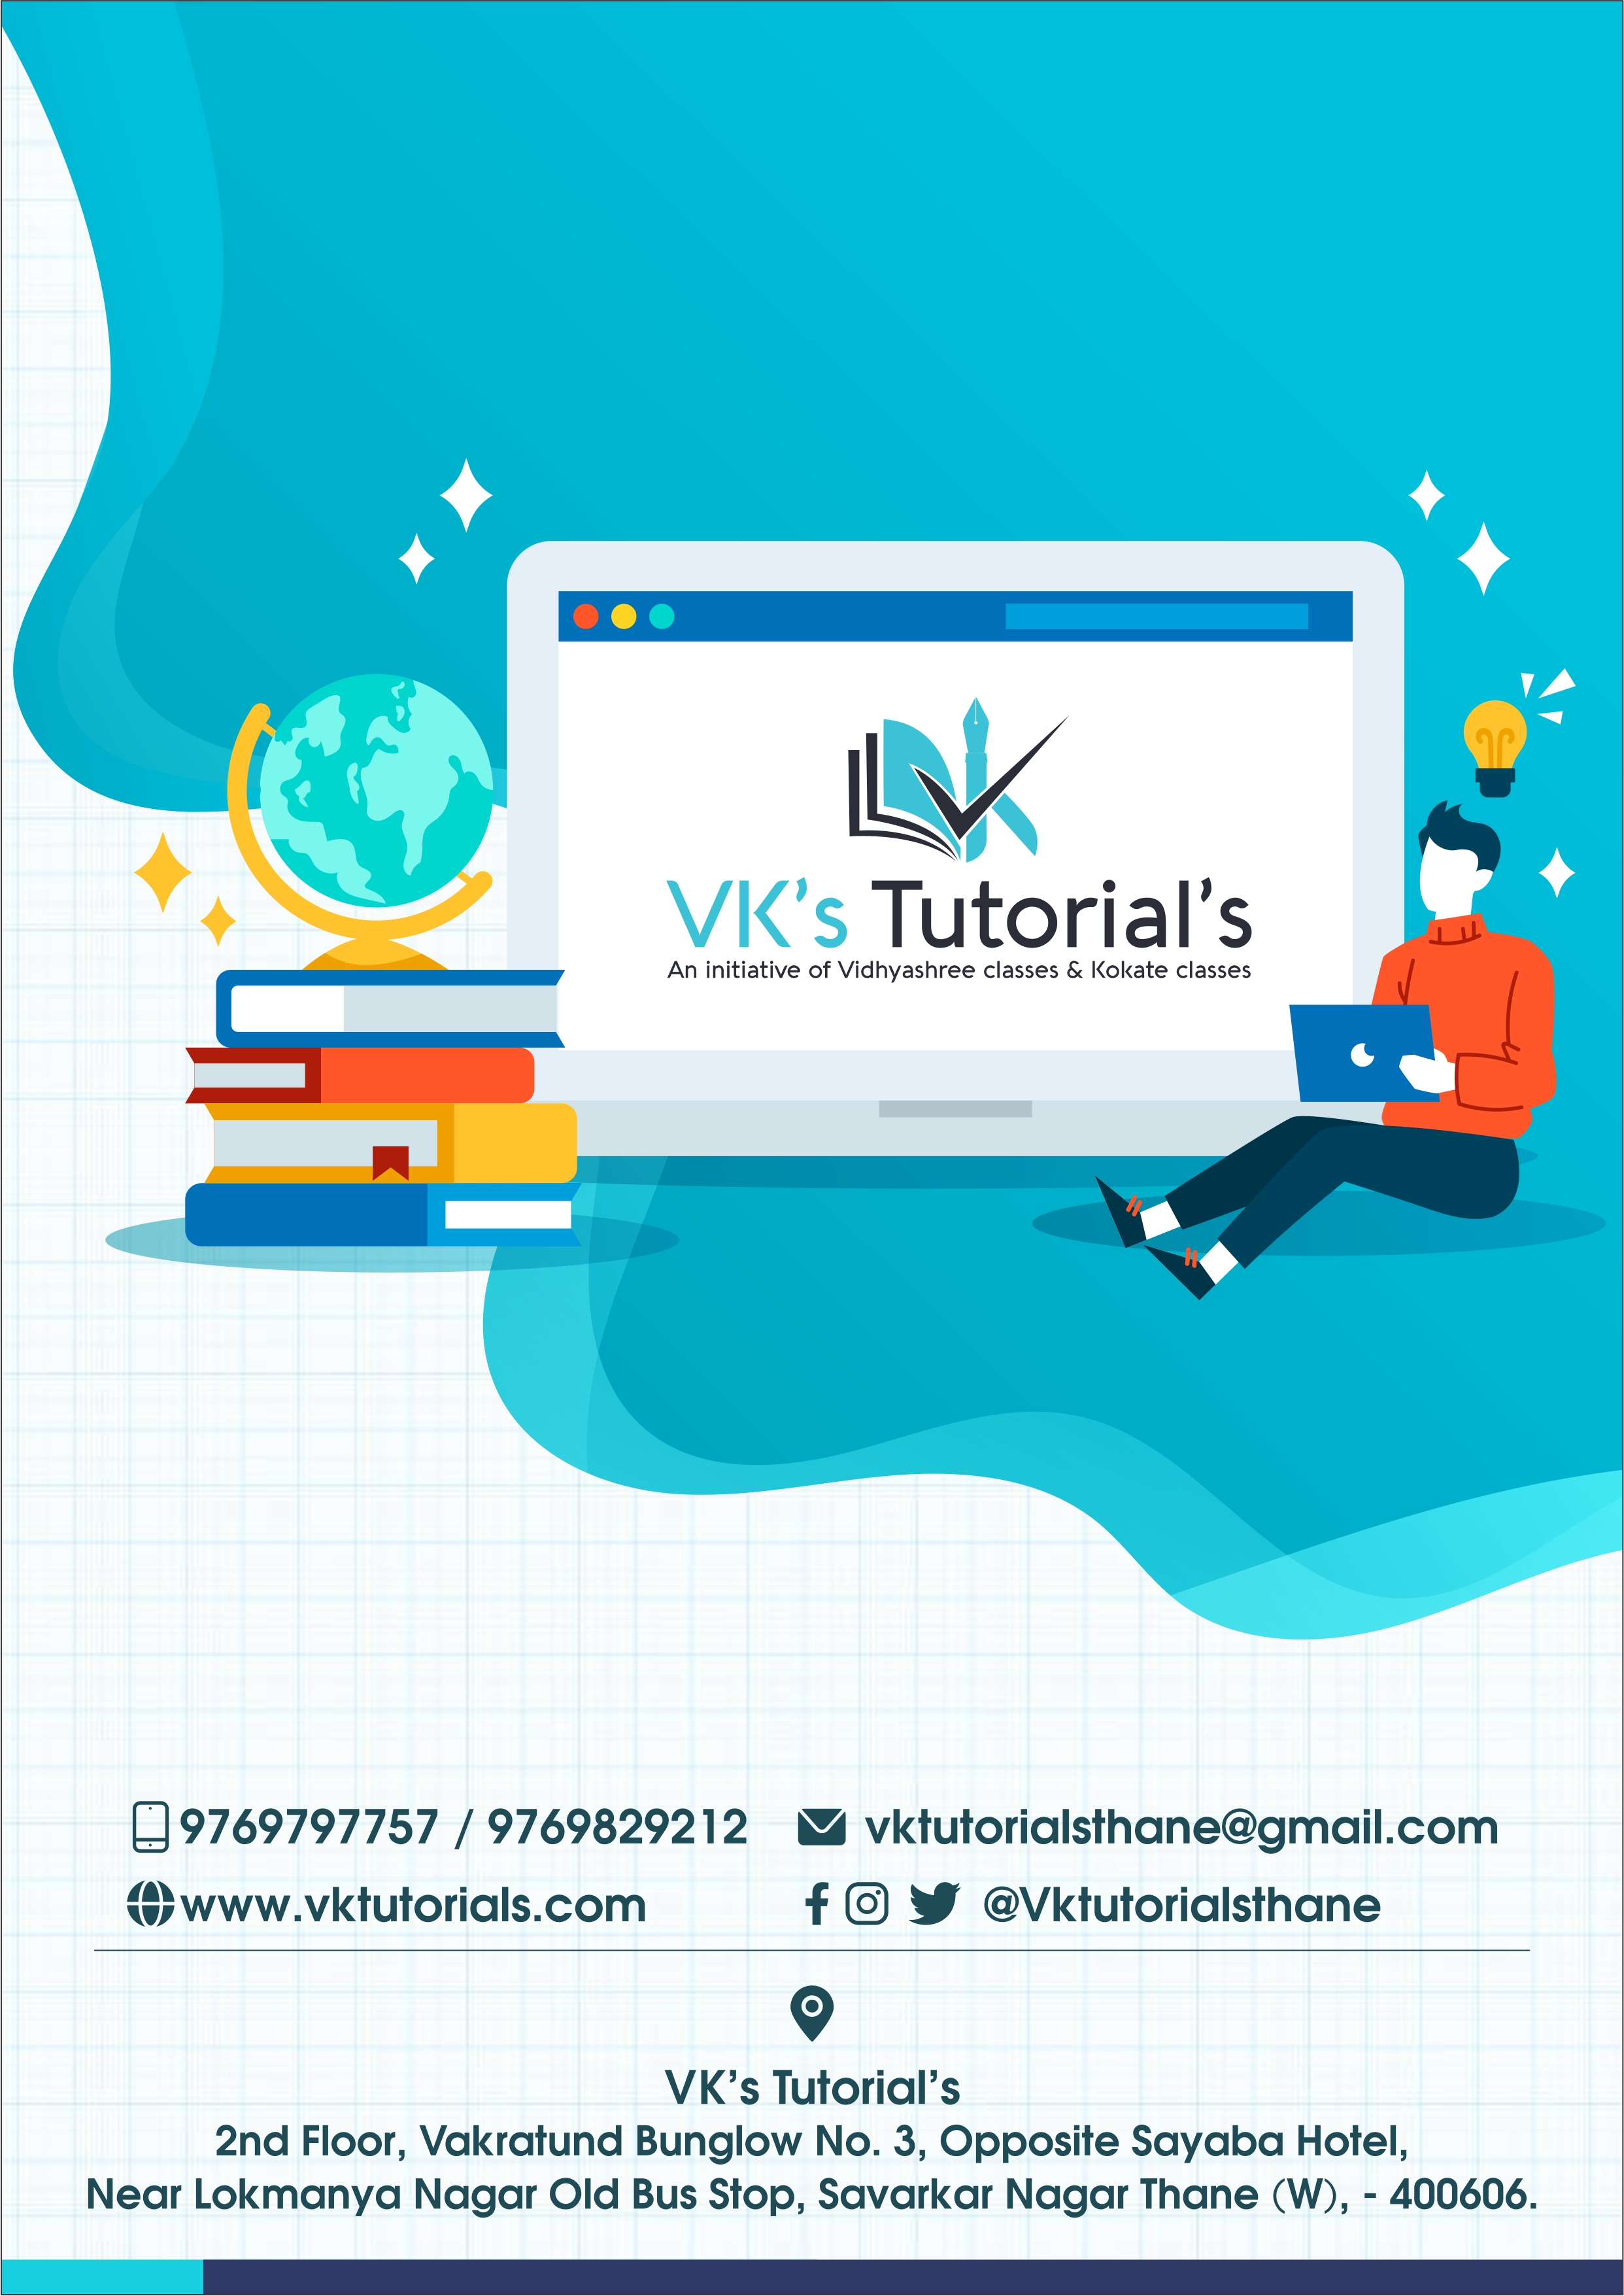 VK's Tutorial's
An initiative of Vidhyashree classes & Kokate classes
9769797757 / 9769829212
vktutorialsthane@gmail.com
www.vktutorials.com
@Vktutorialsthane
VK's Tutorial's
2nd Floor, Vakratund Bunglow No. 3, Opposite Sayaba Hotel,
Near Lokmanya Nagar Old Bus Stop, Savarkar Nagar Thane (W), - 400606.